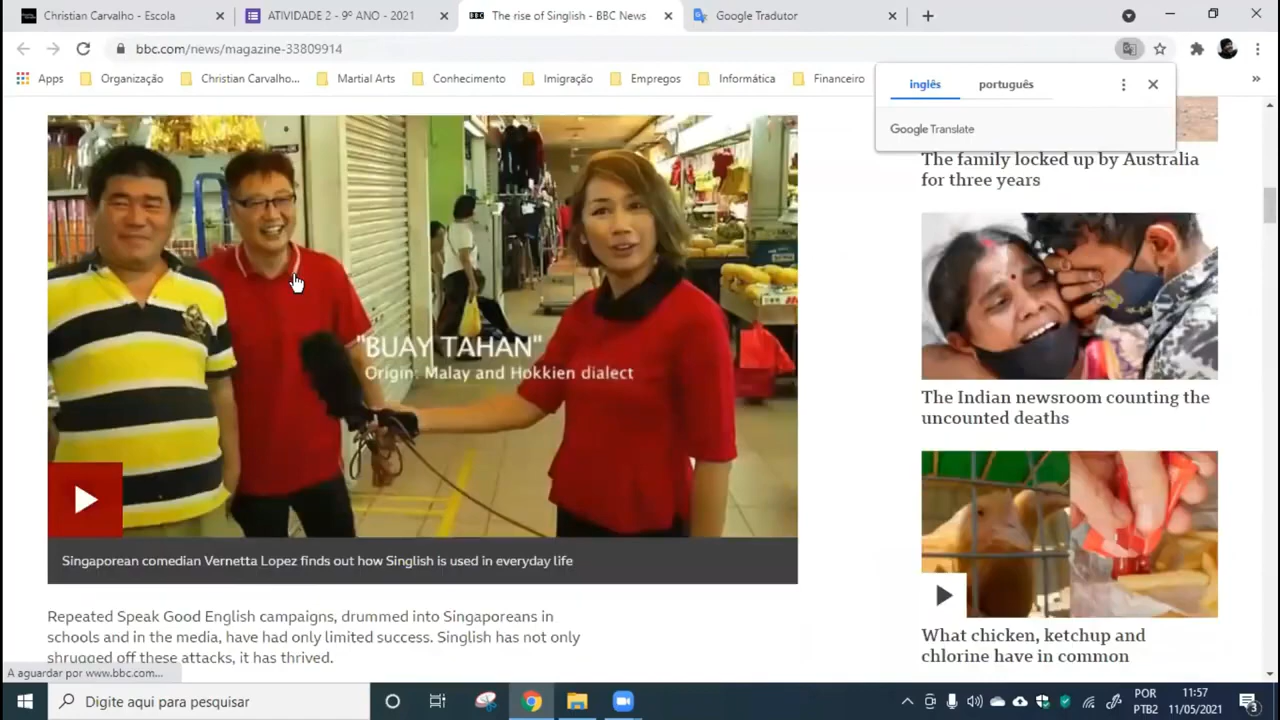 Christian Carvalho - Escola
ATIVIDADE 2 - 9º ANO - 2021
BBC
The rise of Singlish - BBC News
Google Tradutor
bbc.com/news/magazine-33809914
Apps
Organização
Christian Carvalho...
Martial Arts
Conhecimento
Imigração
Empregos
Informática
Financeiro
»
inglês
português
Google Translate
The family locked up by Australia
for three years
"BUAY TAHAN"
Origin: Malay and Hokkien dialect
The Indian newsroom counting the
uncounted deaths
Singaporean comedian Vernetta Lopez finds out how Singlish is used in everyday life
Repeated Speak Good English campaigns, drummed into Singaporeans in
schools and in the media, have had only limited success. Singlish has not only
shrugged off these attacks, it has thrived.
What chicken, ketchup and
chlorine have in common
A aguardar por www.bbc.com...
Digite aqui para pesquisar
POR
PTB2
11:57
11/05/2021
3